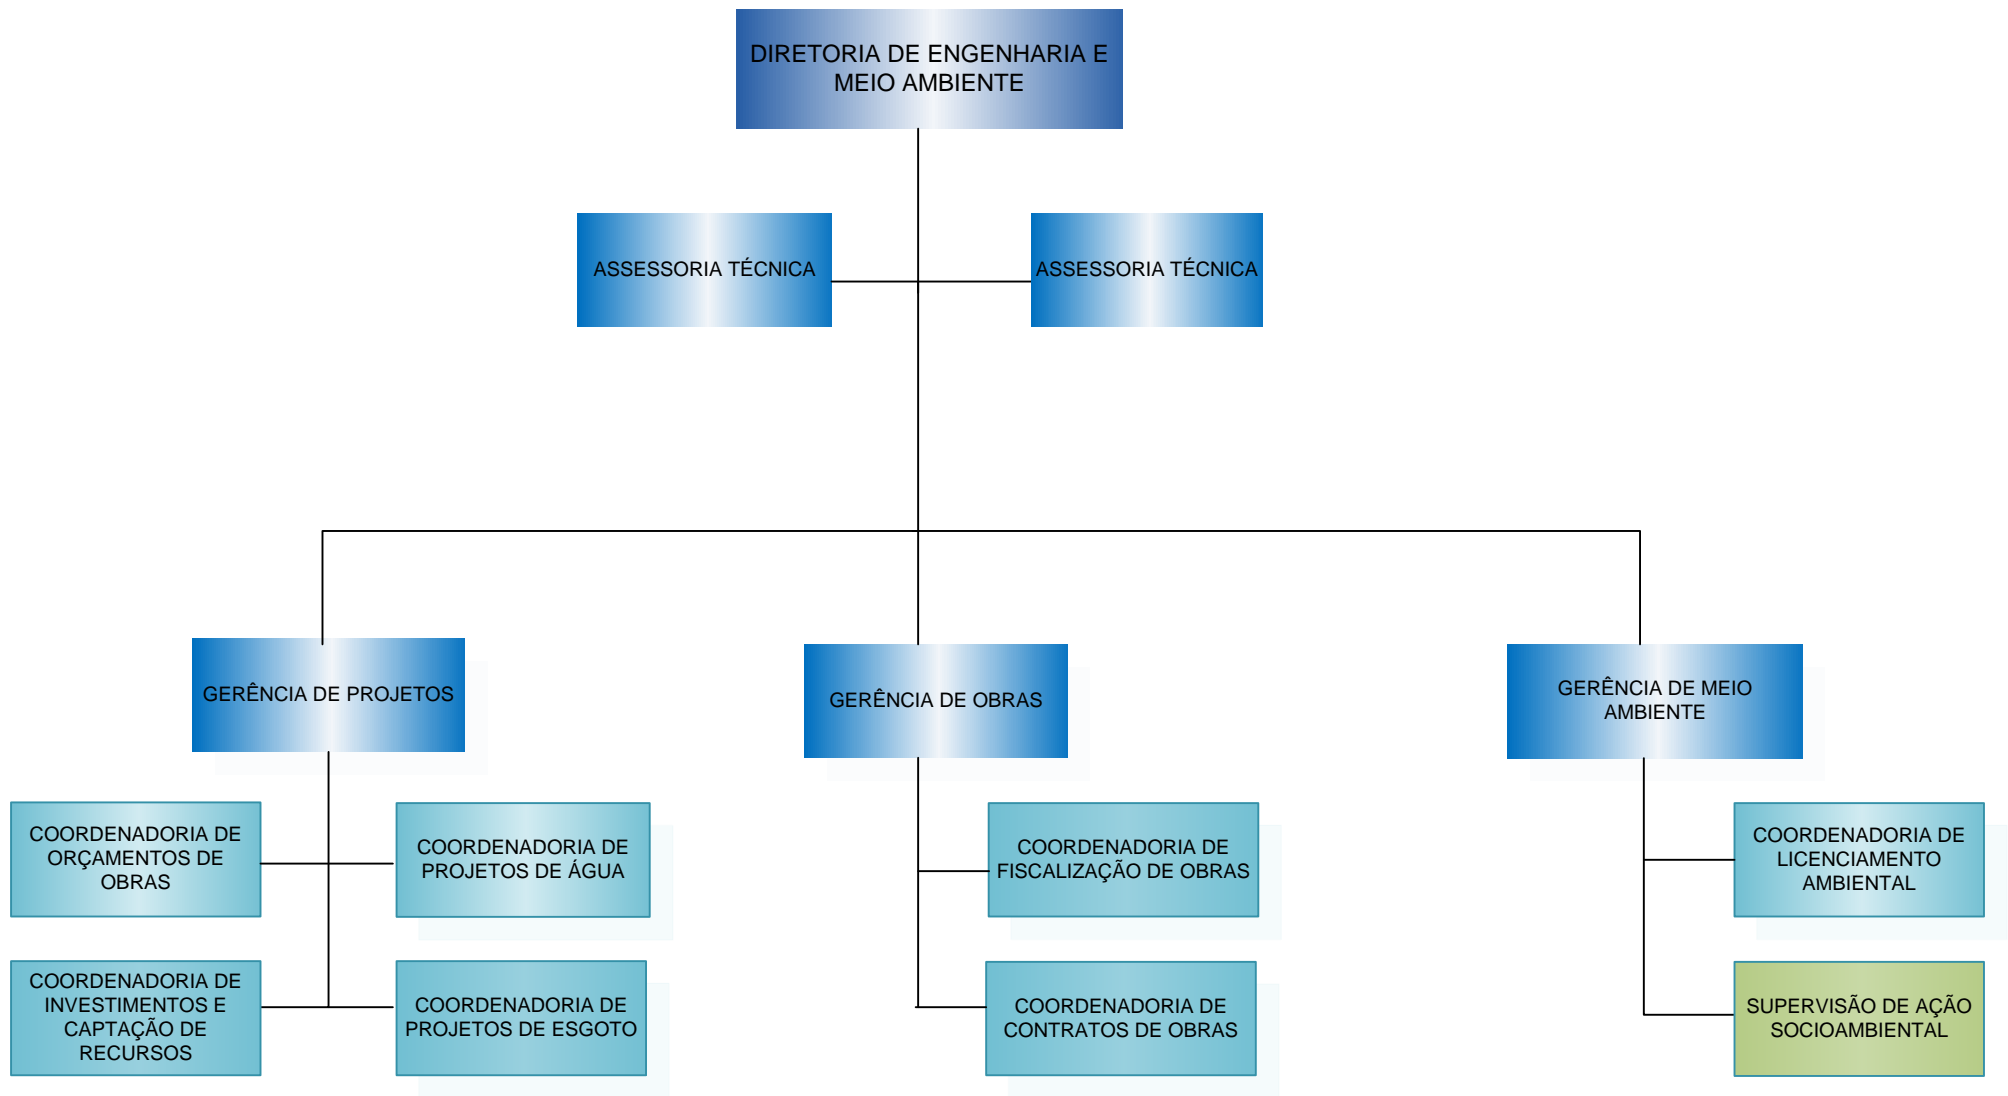 DIRETORIA DE ENGENHARIA E
MEIO AMBIENTE
ASSESSORIA TÉCNICA
ASSESSORIA TÉCNICA
GERÊNCIA DE PROJETOS
GERÊNCIA DE OBRAS
GERÊNCIA DE MEIO
AMBIENTE
COORDENADORIA DE
ORÇAMENTOS DE
OBRAS
COORDENADORIA DE
PROJETOS DE ÁGUA
COORDENADORIA DE
FISCALIZAÇÃO DE OBRAS
COORDENADORIA DE
LICENCIAMENTO
AMBIENTAL
COORDENADORIA DE
INVESTIMENTOS E
CAPTAÇÃO DE
RECURSOS
COORDENADORIA DE
PROJETOS DE ESGOTO
COORDENADORIA DE
CONTRATOS DE OBRAS
SUPERVISÃO DE AÇÃO
SOCIOAMBIENTAL